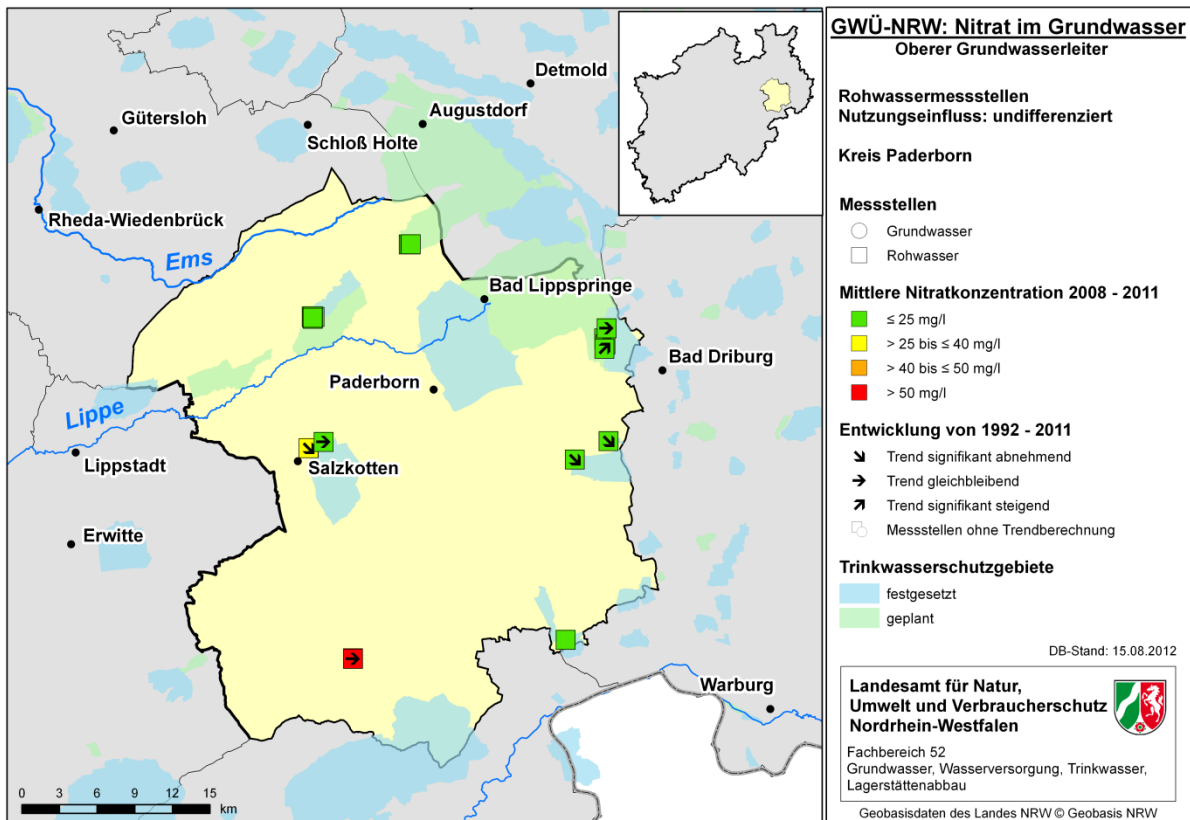 Detmold
Augustdorf
Gütersloh
Schloß Holte
Rheda-Wiedenbrück
Ems
Bad Lippspringe
Bad Driburg
Paderborn
Lippe
Lippstadt
Salzkotten
Erwitte
Warburg
0 3 6 9 12 15
km
GWÜ-NRW: Nitrat im Grundwasser
Oberer Grundwasserleiter
Rohwassermessstellen
Nutzungseinfluss: undifferenziert
Kreis Paderborn
Messstellen
Grundwasser
Rohwasser
Mittlere Nitratkonzentration 2008 - 2011
≤ 25 mg/l
> 25 bis ≤ 40 mg/l
> 40 bis ≤ 50 mg/l
> 50 mg/l
Entwicklung von 1992 - 2011
Trend signifikant abnehmend
Trend gleichbleibend
Trend signifikant steigend
Messstellen ohne Trendberechnung
Trinkwasserschutzgebiete
festgesetzt
geplant
DB-Stand: 15.08.2012
Landesamt für Natur,
Umwelt und Verbraucherschutz
Nordrhein-Westfalen
Fachbereich 52
Grundwasser, Wasserversorgung, Trinkwasser,
Lagerstättenabbau
Geobasisdaten des Landes NRW © Geobasis NRW